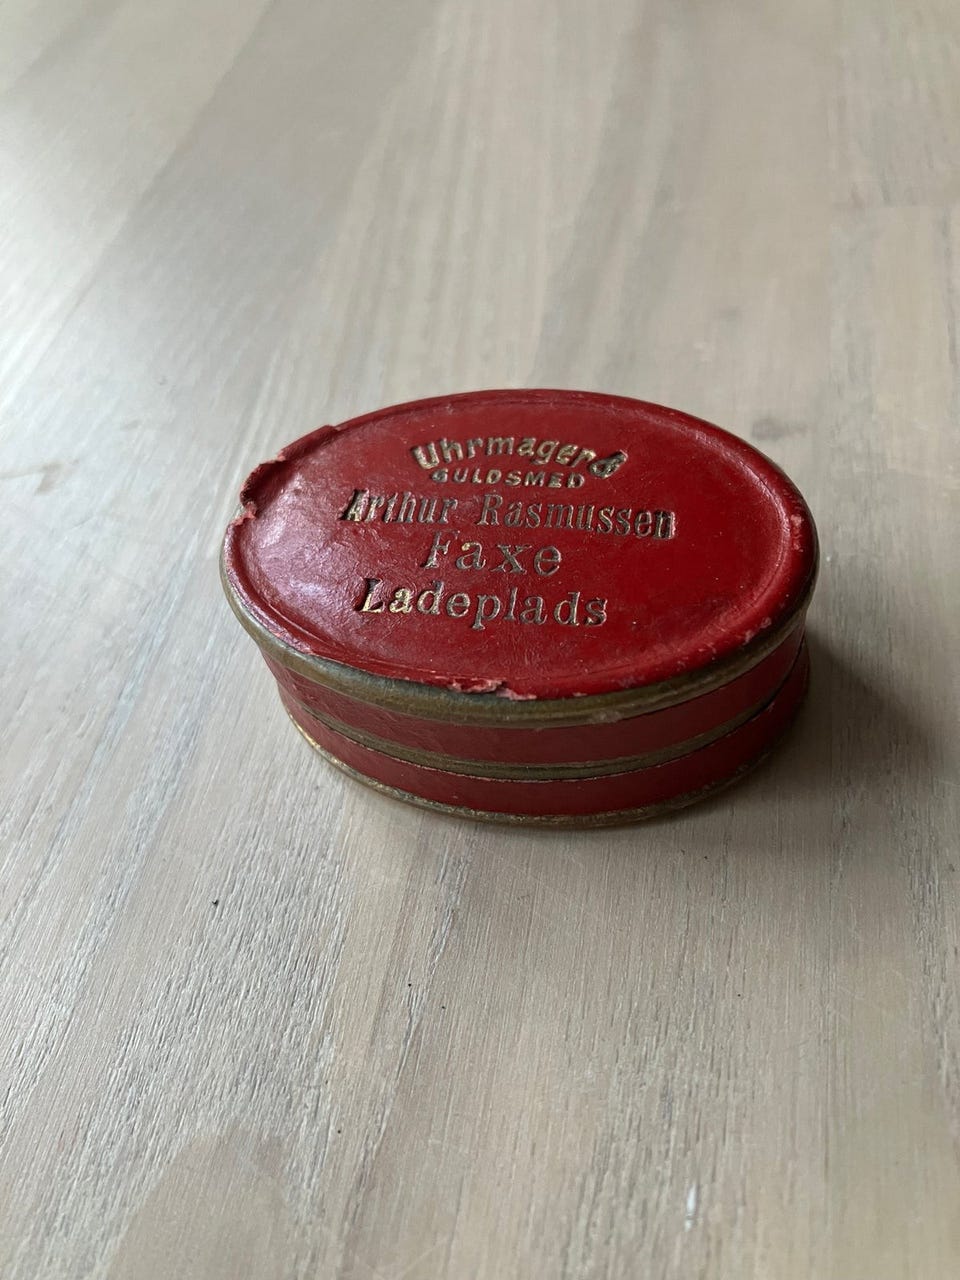 Uhrmager &
GULDSMED
Arthur Rasmussen
Faxe
Ladeplads